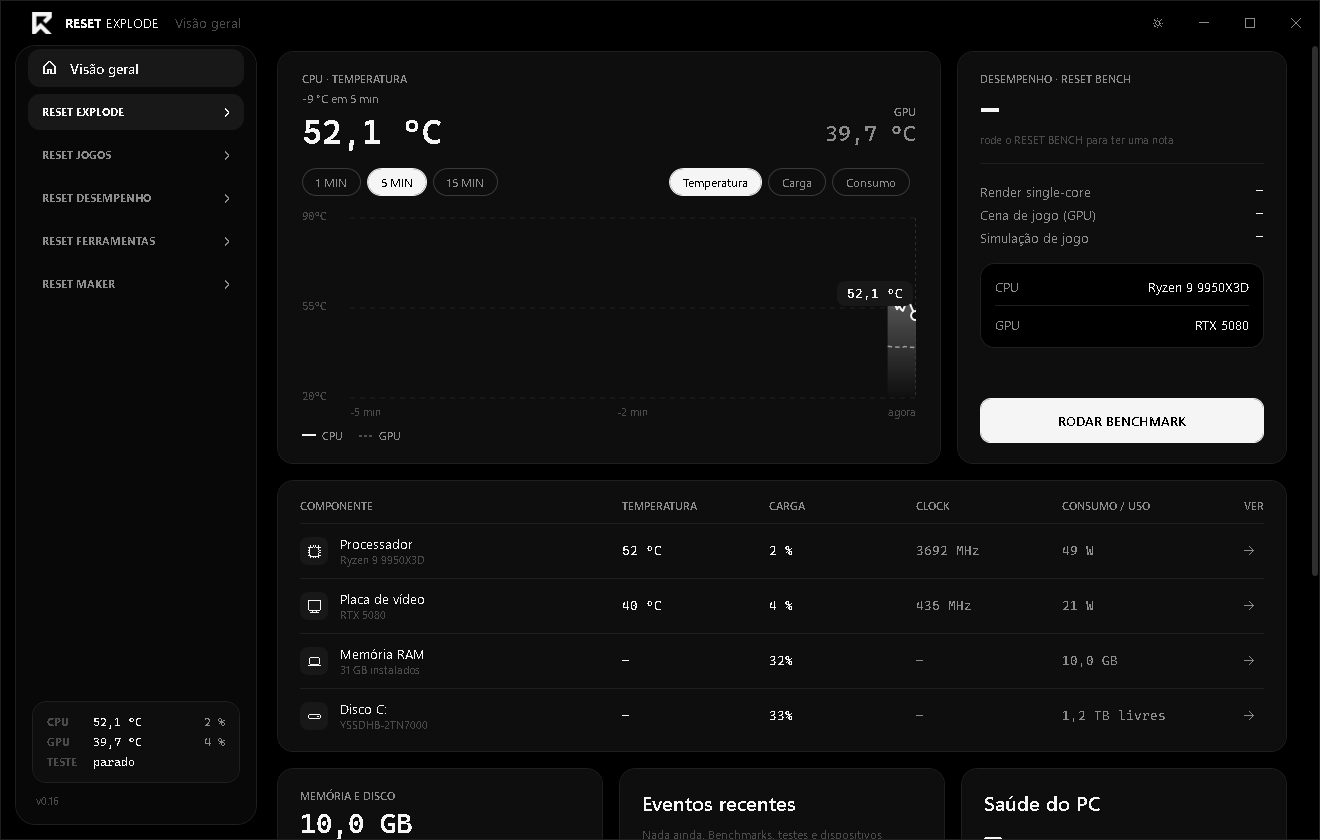 RESET EXPLODE Visão geral
Visão geral
RESET EXPLODE
RESET JOGOS
RESET DESEMPENHO
RESET FERRAMENTAS
RESET MAKER
CPU 52,1 °C 2 %
GPU 39,7 °C 4 %
TESTE parado
v0.16
CPU · TEMPERATURA
-9 °C em 5 min
52,1 °C
GPU
39,7 °C
1 MIN 5 MIN 15 MIN
Temperatura Carga Consumo
90°C
52,1 °C
55°C
20°C
-5 min -2 min agora
CPU GPU
DESEMPENHO · RESET BENCH
—
rode o RESET BENCH para ter uma nota
Render single-core –
Cena de jogo (GPU) –
Simulação de jogo –
CPU Ryzen 9 9950X3D
GPU RTX 5080
RODAR BENCHMARK
COMPONENTE TEMPERATURA CARGA CLOCK CONSUMO / USO VER
Processador 52 °C 2 % 3692 MHz 49 W →
Ryzen 9 9950X3D
Placa de vídeo 40 °C 4 % 435 MHz 21 W →
RTX 5080
Memória RAM – 32% – 10,0 GB →
31 GB instalados
Disco C: – 33% – 1,2 TB livres →
YSSDHB-2TN7000
MEMÓRIA E DISCO
10,0 GB
Eventos recentes
Nada ainda. Benchmarks, testes e dispositivos
Saúde do PC